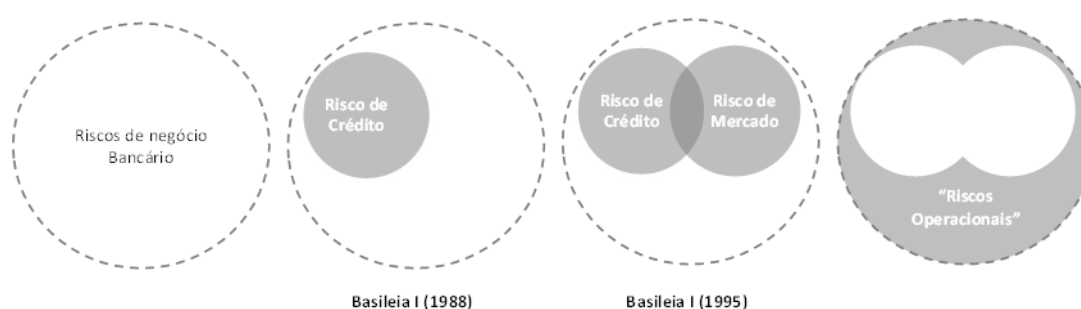 Riscos de negócio
Bancário
Risco de
Crédito
Risco de
Crédito
Risco de
Mercado
“Riscos
Operacionais”
Basileia I (1988)
Basileia I (1995)